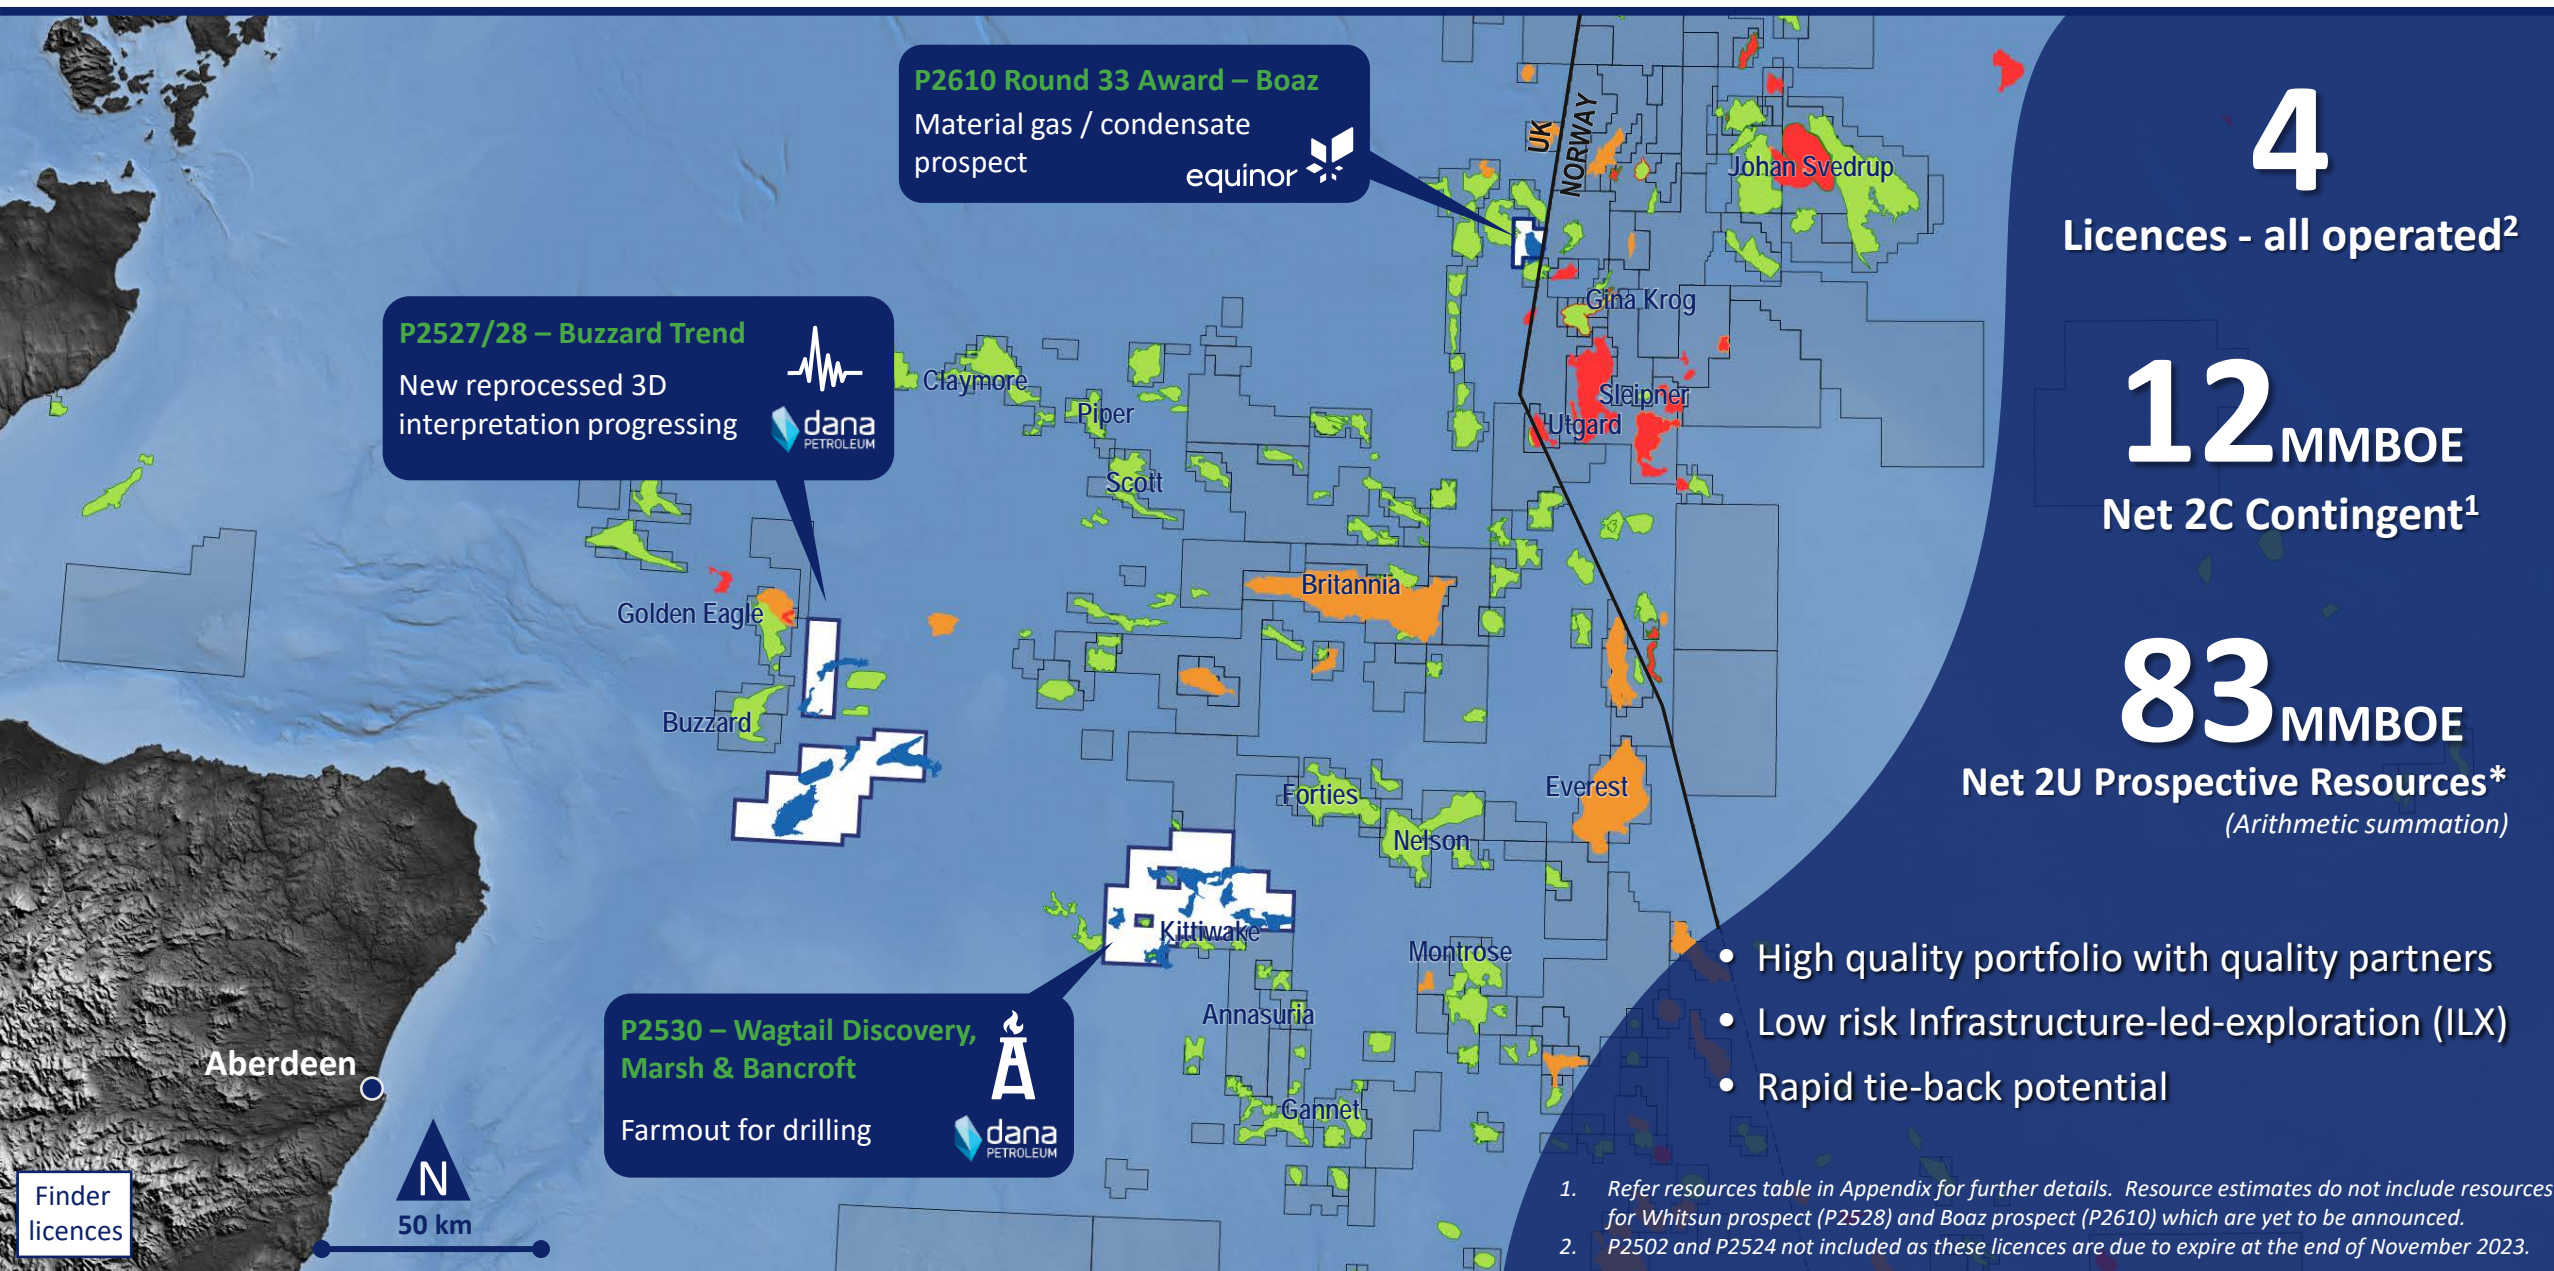 P2610 Round 33 Award – Boaz
Material gas / condensate
prospect
equinor
UK
NORWAY
Johan Svedrup
Gina Krog
Sleipner
Utgard
P2527/28 – Buzzard Trend
New reprocessed 3D
interpretation progressing
dana
PETROLEUM
Claymore
Piper
Scott
Britannia
Golden Eagle
Buzzard
Forties
Nelson
Everest
Kittiwake
Montrose
Annasuria
Gannet
P2530 – Wagtail Discovery,
Marsh & Bancroft
Farmout for drilling
dana
PETROLEUM
Aberdeen
N
50 km
Finder
licences
4
Licences - all operated²
12 MMBOE
Net 2C Contingent¹
83 MMBOE
Net 2U Prospective Resources*
(Arithmetic summation)
• High quality portfolio with quality partners
• Low risk Infrastructure-led-exploration (ILX)
• Rapid tie-back potential
1. Refer resources table in Appendix for further details. Resource estimates do not include resources
for Whitsun prospect (P2528) and Boaz prospect (P2610) which are yet to be announced.
2. P2502 and P2524 not included as these licences are due to expire at the end of November 2023.